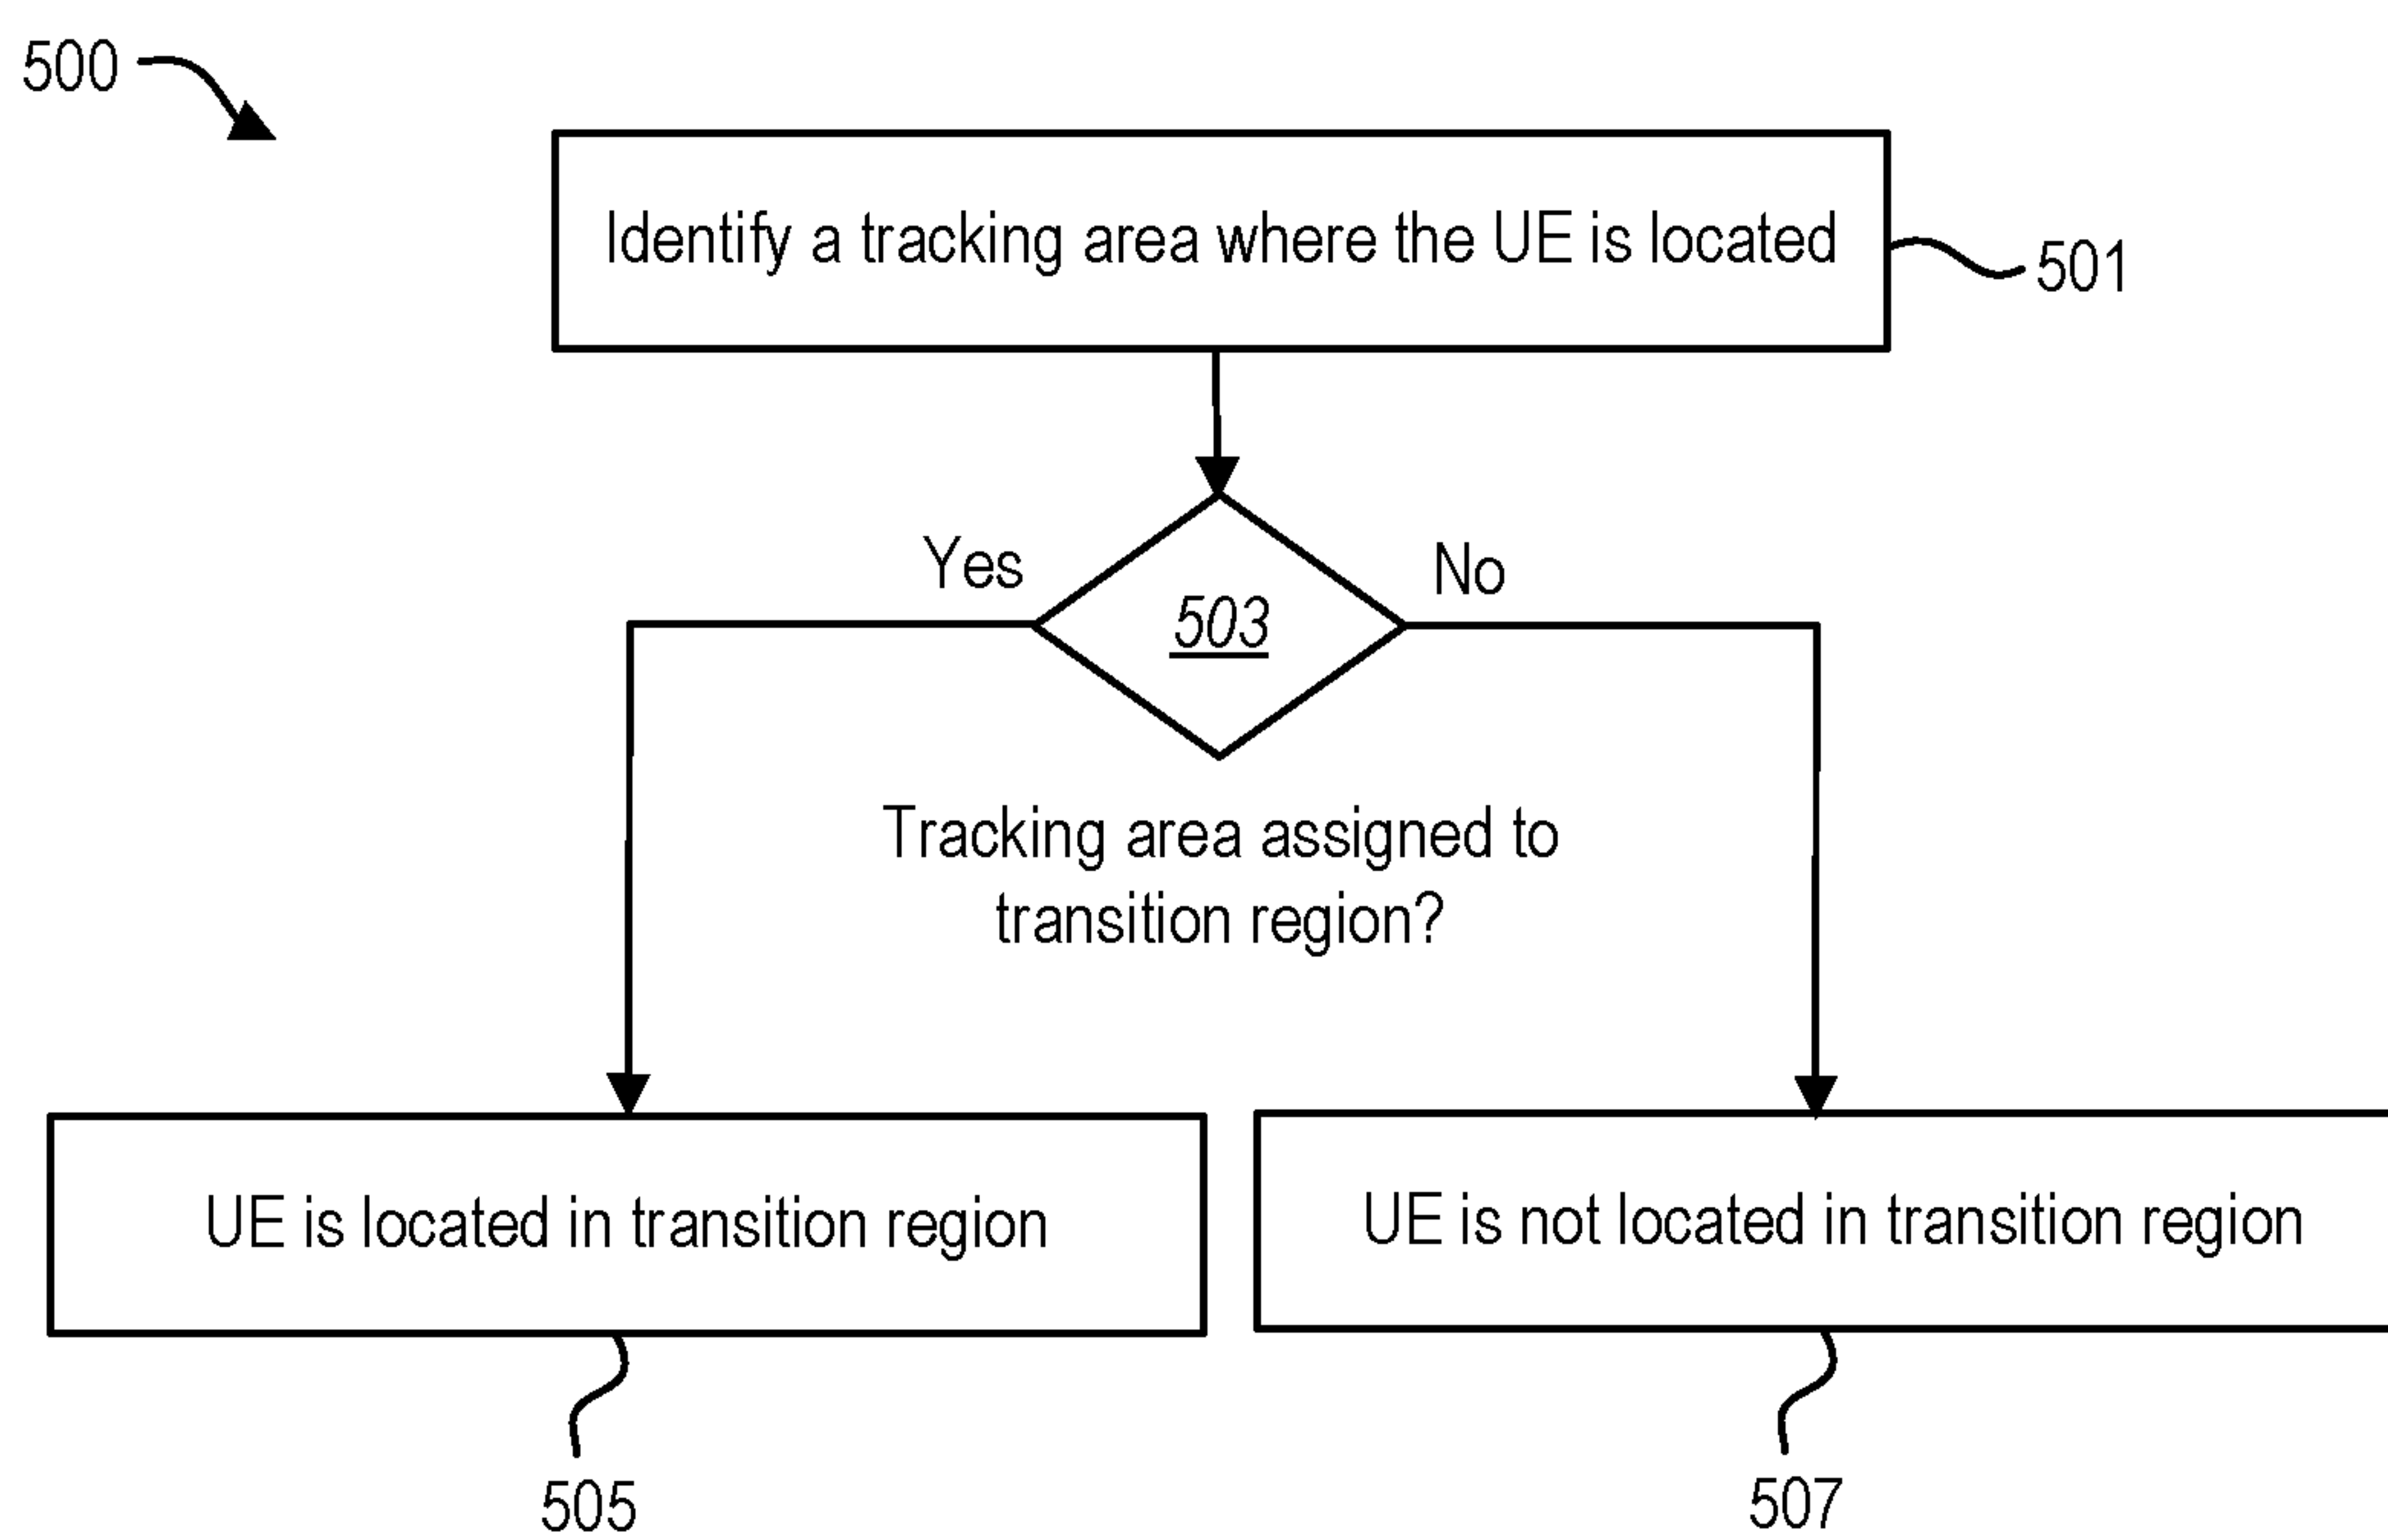 500
Identify a tracking area where the UE is located
501
Yes
No
503
Tracking area assigned to
transition region?
UE is located in transition region
UE is not located in transition region
505
507